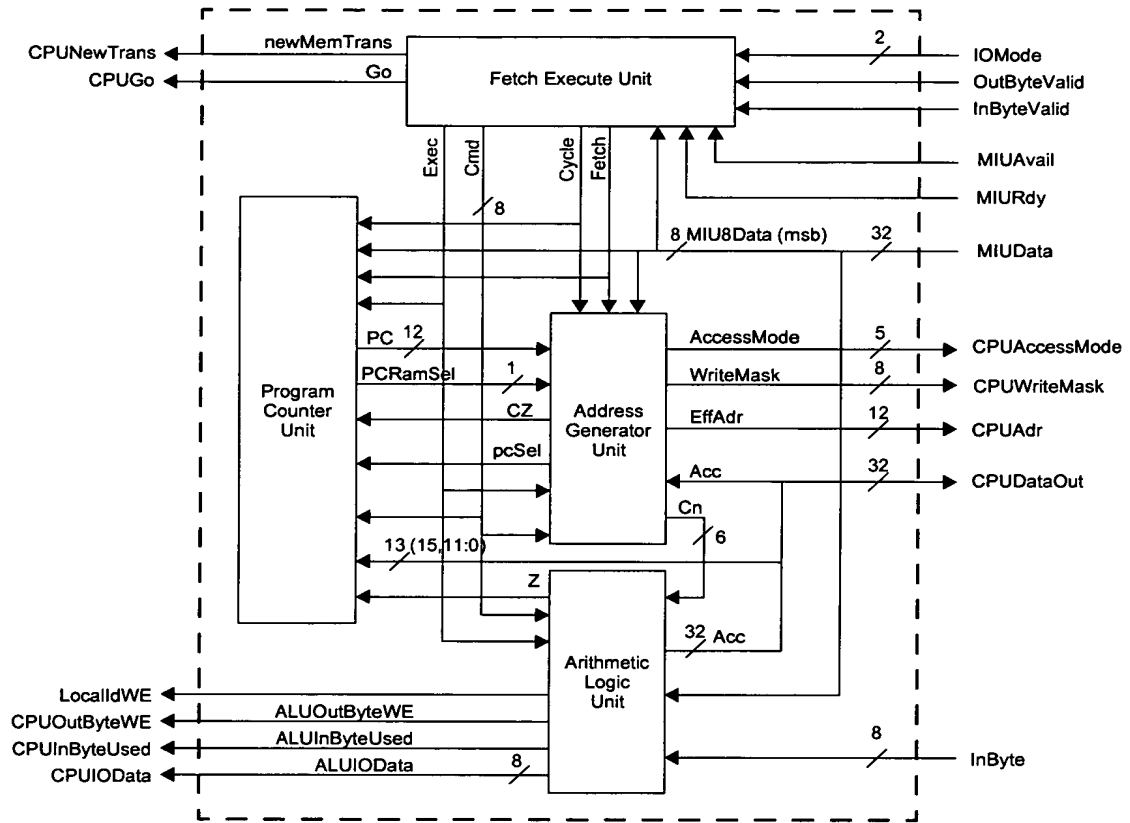 newMemTrans
CPUNewTrans
Go
CPUGo
Fetch Execute Unit
2
IOMode
OutByteValid
InByteValid
Exec
Cmd
Cycle
Fetch
MIUAvail
MIURdy
8
8 MIU8Data (msb)
32
MIUData
PC
12
PCRamSel
1
CZ
pcSel
Program
Counter
Unit
Address
Generator
Unit
AccessMode
5
CPUAccessMode
WriteMask
8
CPUWriteMask
EffAdr
12
CPUAdr
Acc
32
CPUDataOut
Cn
6
13 (15,11:0)
Z
32 Acc
Arithmetic
Logic
Unit
LocalIdWE
ALUOutByteWE
CPUOutByteWE
ALUInByteUsed
CPUInByteUsed
ALUIOData
8
CPUIOData
8
InByte